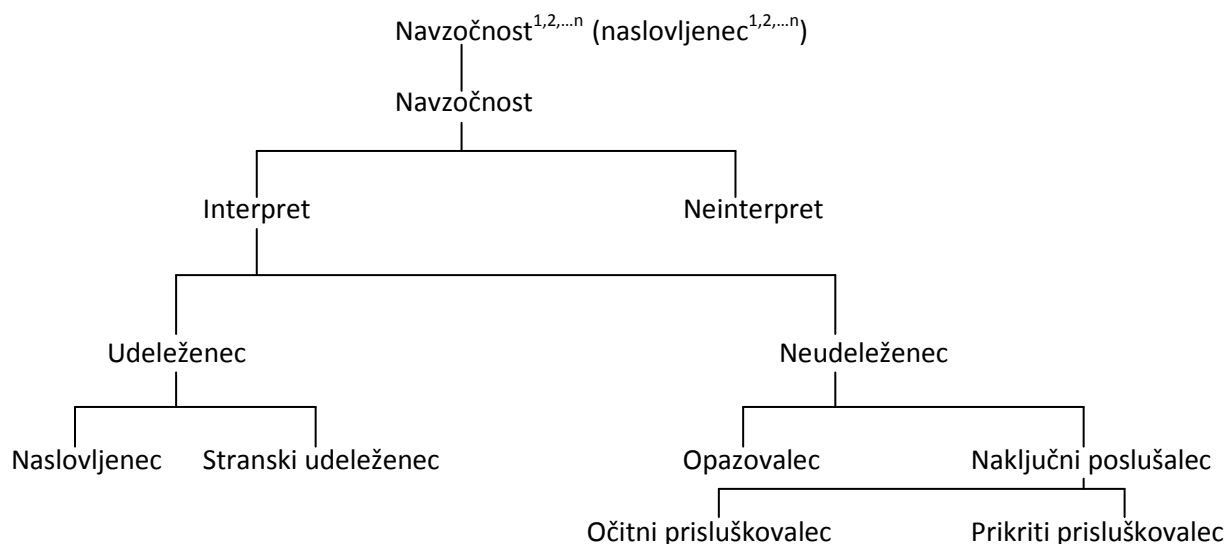 Navzočnost1,2,…n (naslovljenec1,2,…n)
Navzočnost
Interpret Neinterpret
Udeleženec Neudeleženec
Naslovljenec Stranski udeleženec Opazovalec Naključni poslušalec
Očitni prisluškovalec Prikriti prisluškovalec